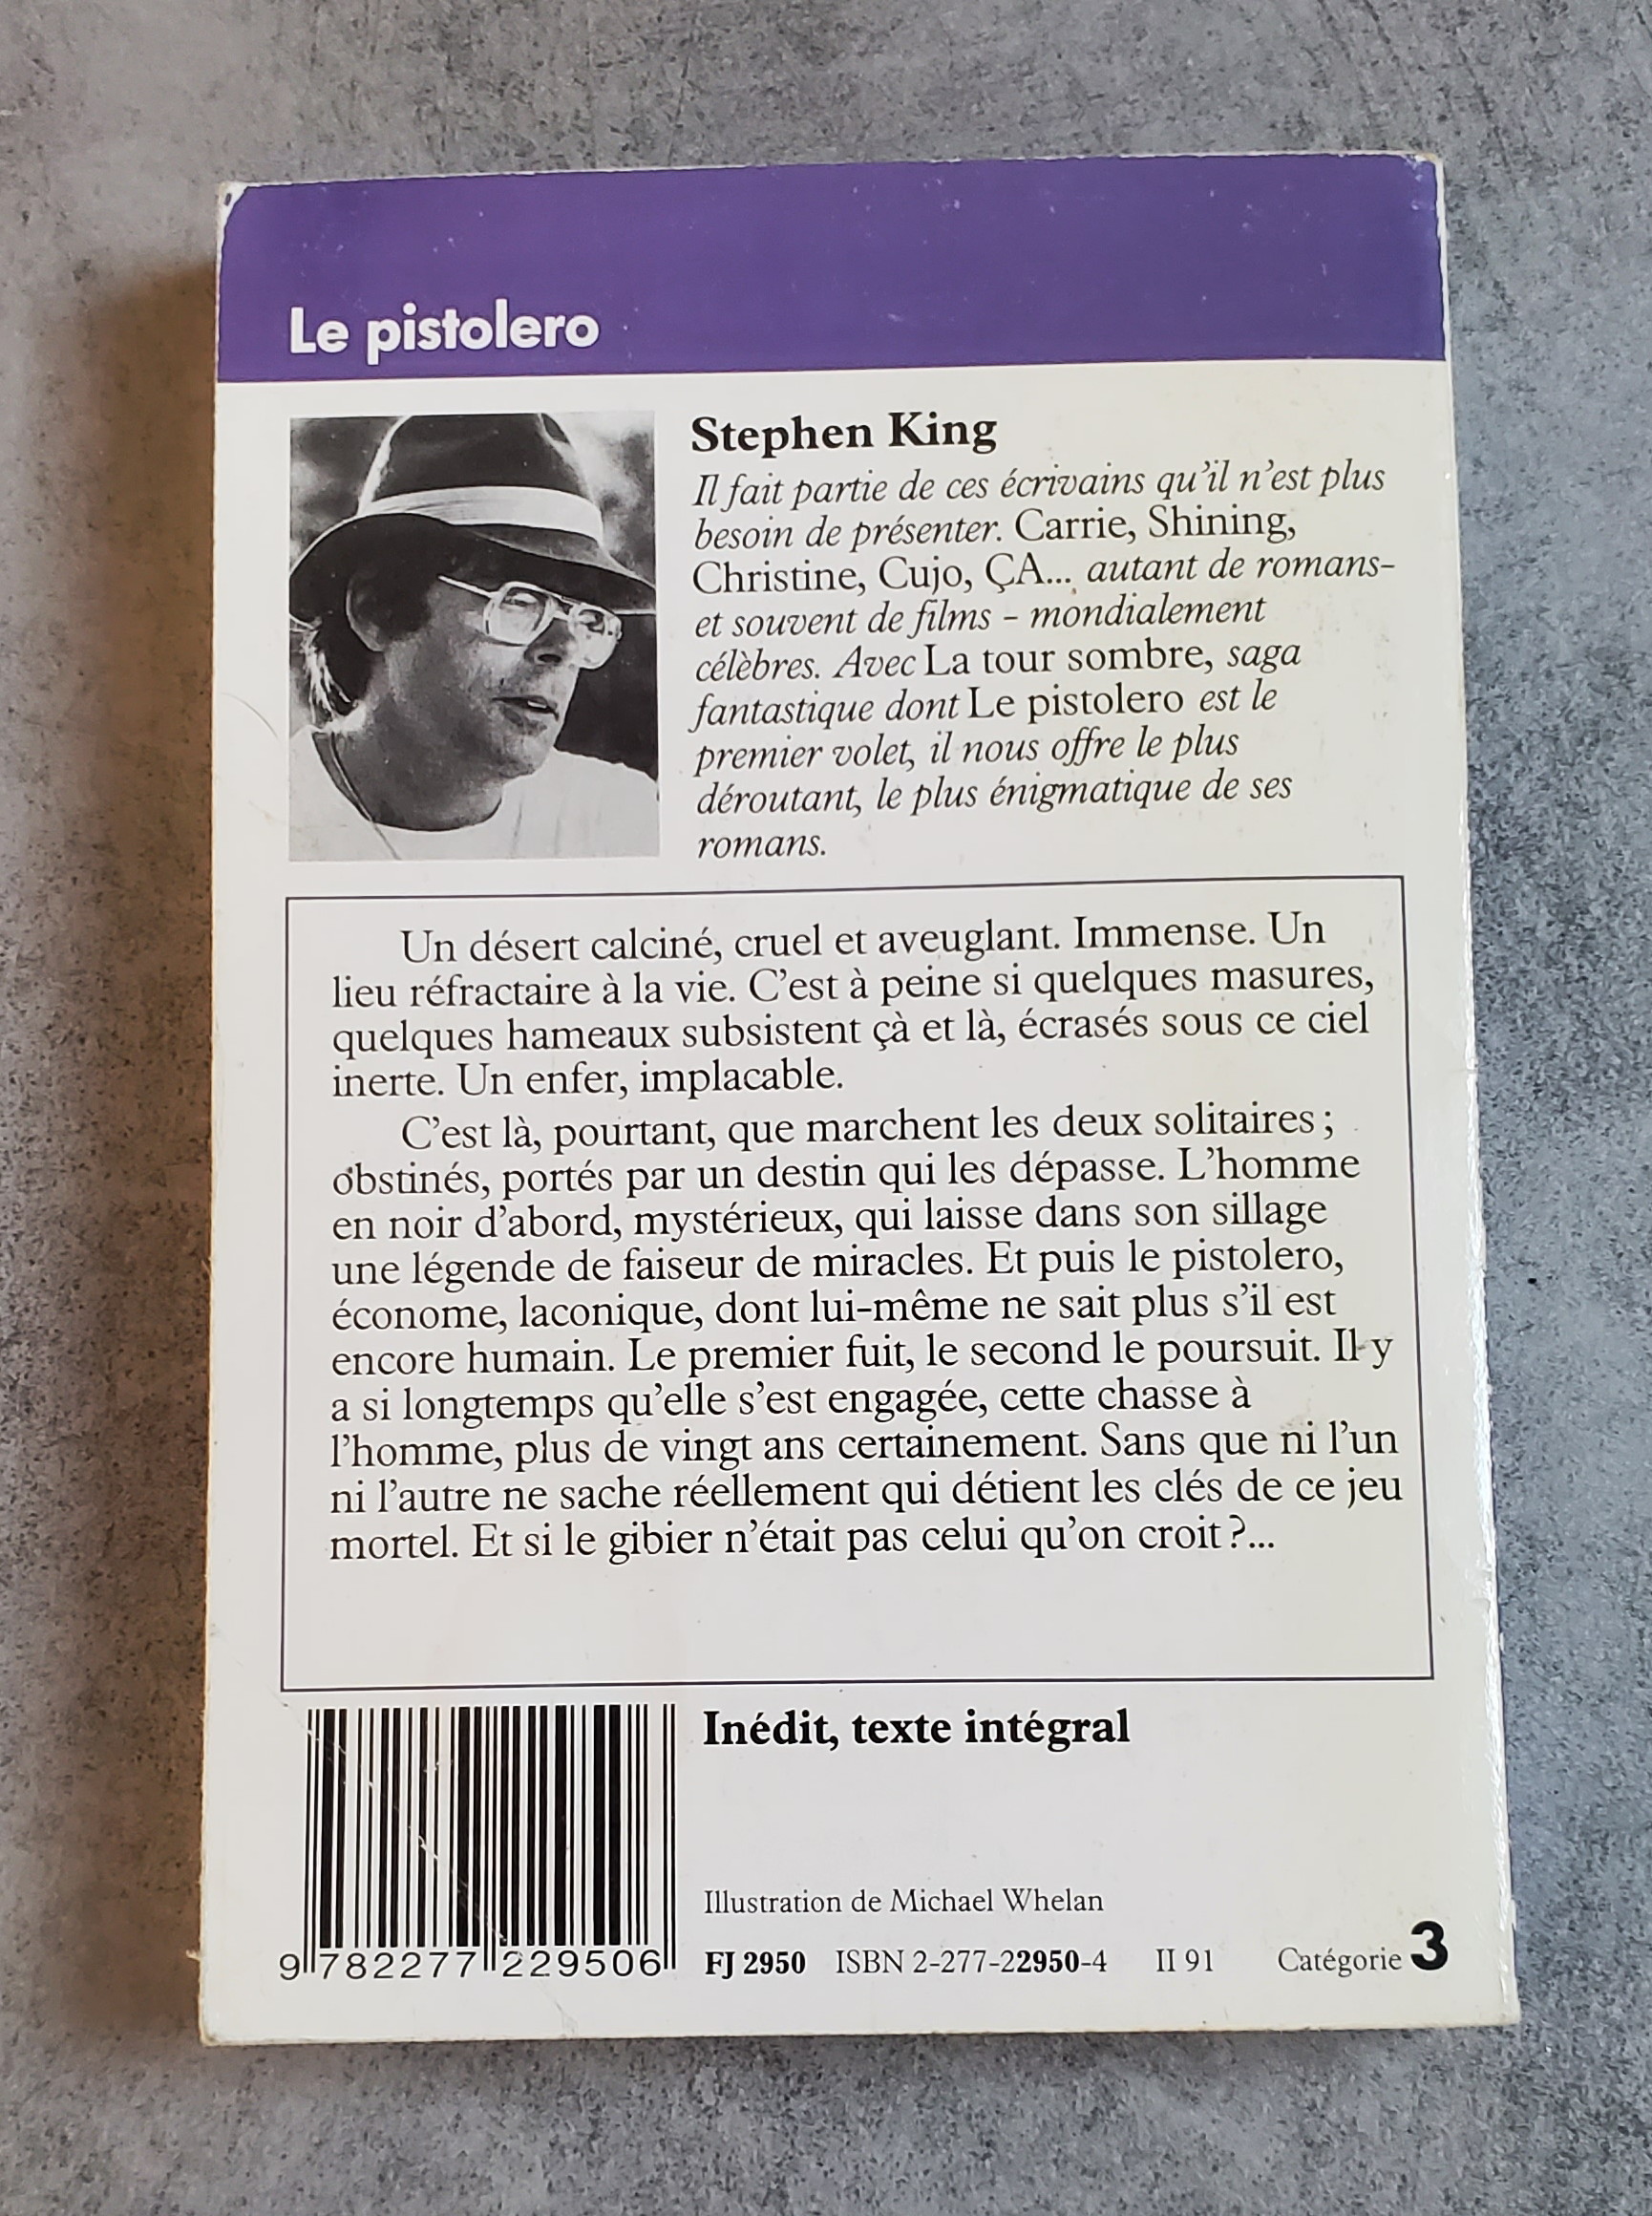 Le pistolero
Stephen King
Il fait partie de ces écrivains qu'il n'est plus
besoin de présenter. Carrie, Shining,
Christine, Cujo, ÇA... autant de romans-
et souvent de films - mondialement
célèbres. Avec La tour sombre, saga
fantastique dont Le pistolero est le
premier volet, il nous offre le plus
déroutant, le plus énigmatique de ses
romans.
Un désert calciné, cruel et aveuglant. Immense. Un
lieu réfractaire à la vie. C'est à peine si quelques masures,
quelques hameaux subsistent çà et là, écrasés sous ce ciel
inerte. Un enfer, implacable.
C'est là, pourtant, que marchent les deux solitaires ;
obstinés, portés par un destin qui les dépasse. L'homme
en noir d'abord, mystérieux, qui laisse dans son sillage
une légende de faiseur de miracles. Et puis le pistolero,
économe, laconique, dont lui-même ne sait plus s'il est
encore humain. Le premier fuit, le second le poursuit. Il y
a si longtemps qu'elle s'est engagée, cette chasse à
l'homme, plus de vingt ans certainement. Sans que ni l'un
ni l'autre ne sache réellement qui détient les clés de ce jeu
mortel. Et si le gibier n'était pas celui qu'on croit ?...
Inédit, texte intégral
Illustration de Michael Whelan
9 782277 229506
FJ 2950 ISBN 2-277-22950-4 II 91 Catégorie 3